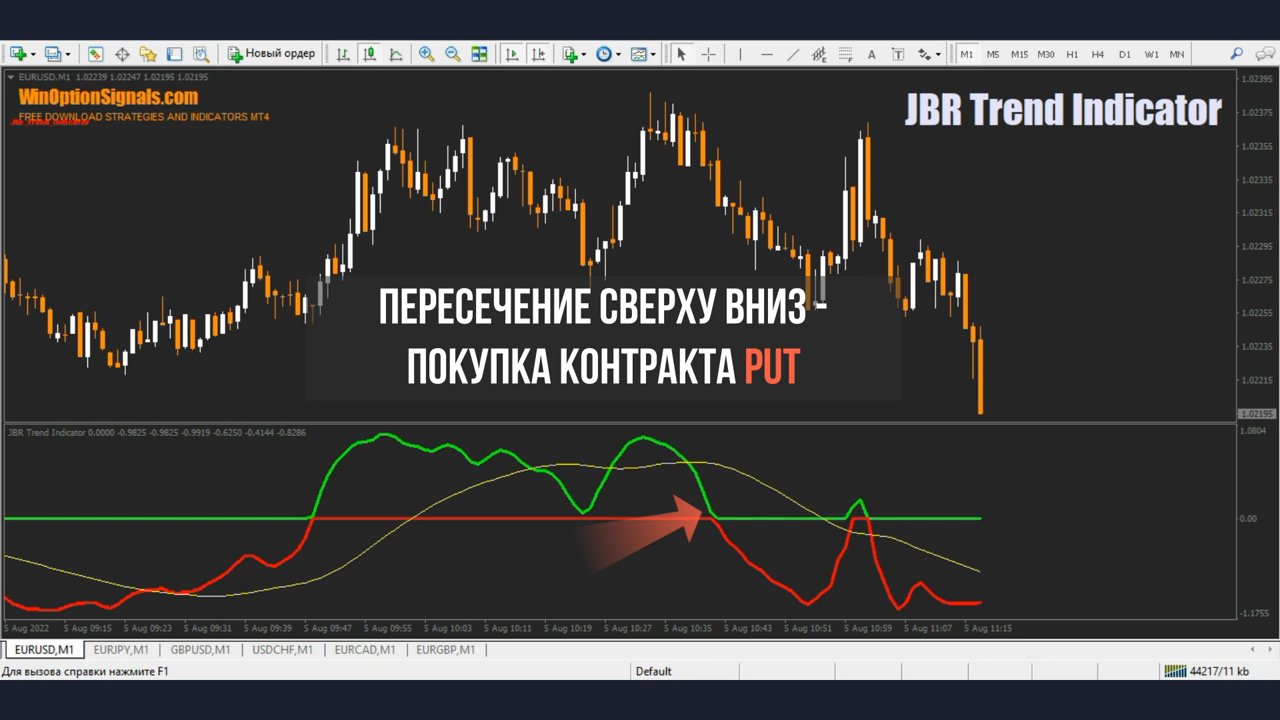 Новый ордер
A
T
M1 M5 M15 M30 H1 H4 D1 W1 MN
EURUSD,M1 1.02239 1.02247 1.02195 1.02195
WinOptionSignals.com
FREE DOWNLOAD STRATEGIES AND INDICATORS MT4
JBR Trend Indicator
1.02395
1.02375
1.02355
1.02335
1.02315
1.02295
1.02275
1.02255
1.02235
1.02215
1.02195
ПЕРЕСЕЧЕНИЕ СВЕРХУ ВНИЗ -
ПОКУПКА КОНТРАКТА PUT
JBR Trend Indicator 0.0000 -0.9825 -0.9825 -0.9919 -0.6250 -0.4144 -0.8286
1.0804
0.00
-1.1755
5 Aug 2022 5 Aug 09:15 5 Aug 09:23 5 Aug 09:31 5 Aug 09:39 5 Aug 09:47 5 Aug 09:55 5 Aug 10:03 5 Aug 10:11 5 Aug 10:19 5 Aug 10:27 5 Aug 10:35 5 Aug 10:43 5 Aug 10:51 5 Aug 10:59 5 Aug 11:07 5 Aug 11:15
EURUSD,M1 EURJPY,M1 GBPUSD,M1 USDCHF,M1 EURCAD,M1 EURGBP,M1
Для вызова справки нажмите F1 Default 44217/11 kb